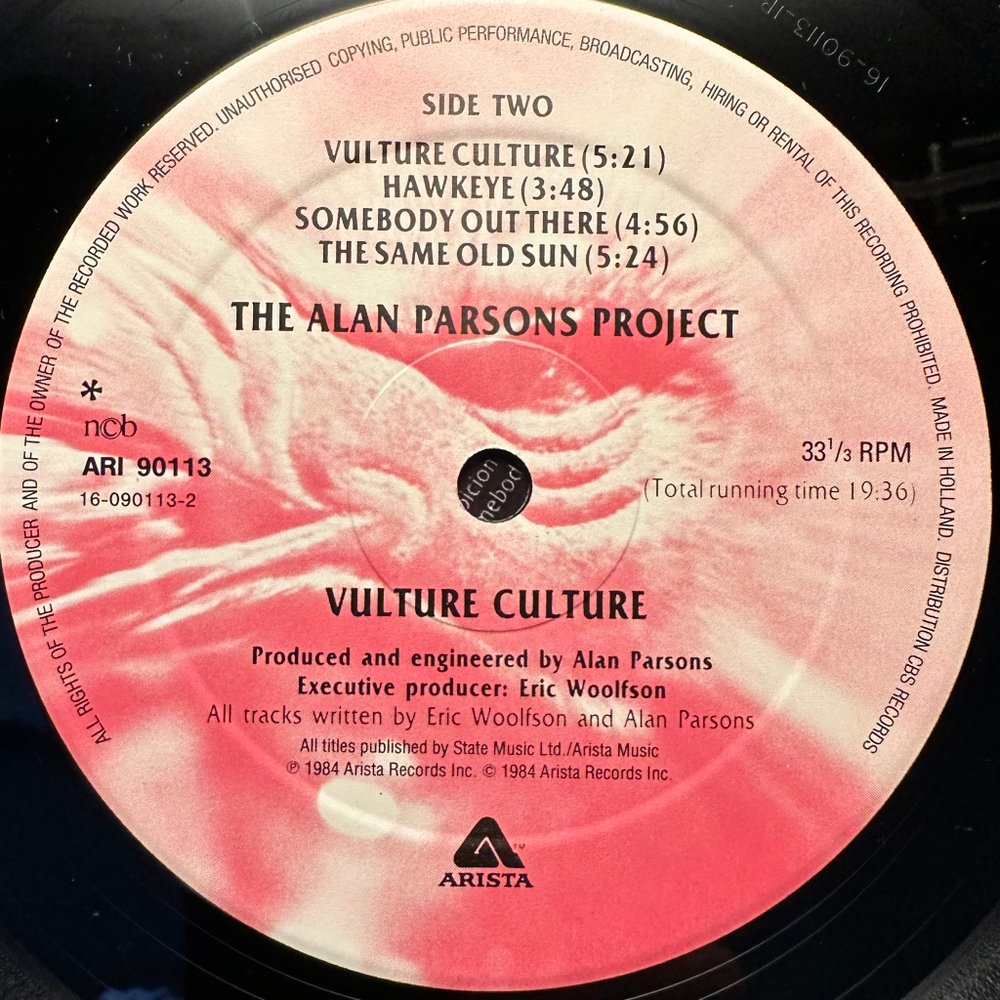 ALL RIGHTS OF THE PRODUCER AND OF THE OWNER OF THE RECORDED WORK RESERVED. UNAUTHORISED COPYING, PUBLIC PERFORMANCE, BROADCASTING, HIRING OR RENTAL OF THIS RECORDING PROHIBITED. MADE IN HOLLAND. DISTRIBUTION CBS RECORDS
SIDE TWO
VULTURE CULTURE (5:21)
HAWKEYE (3:48)
SOMEBODY OUT THERE (4:56)
THE SAME OLD SUN (5:24)
THE ALAN PARSONS PROJECT
*
n©b
ARI 90113
16-090113-2
33 1/3 RPM
(Total running time 19:36)
VULTURE CULTURE
Produced and engineered by Alan Parsons
Executive producer: Eric Woolfson
All tracks written by Eric Woolfson and Alan Parsons
All titles published by State Music Ltd./Arista Music
℗ 1984 Arista Records Inc. © 1984 Arista Records Inc.
TM
ARISTA